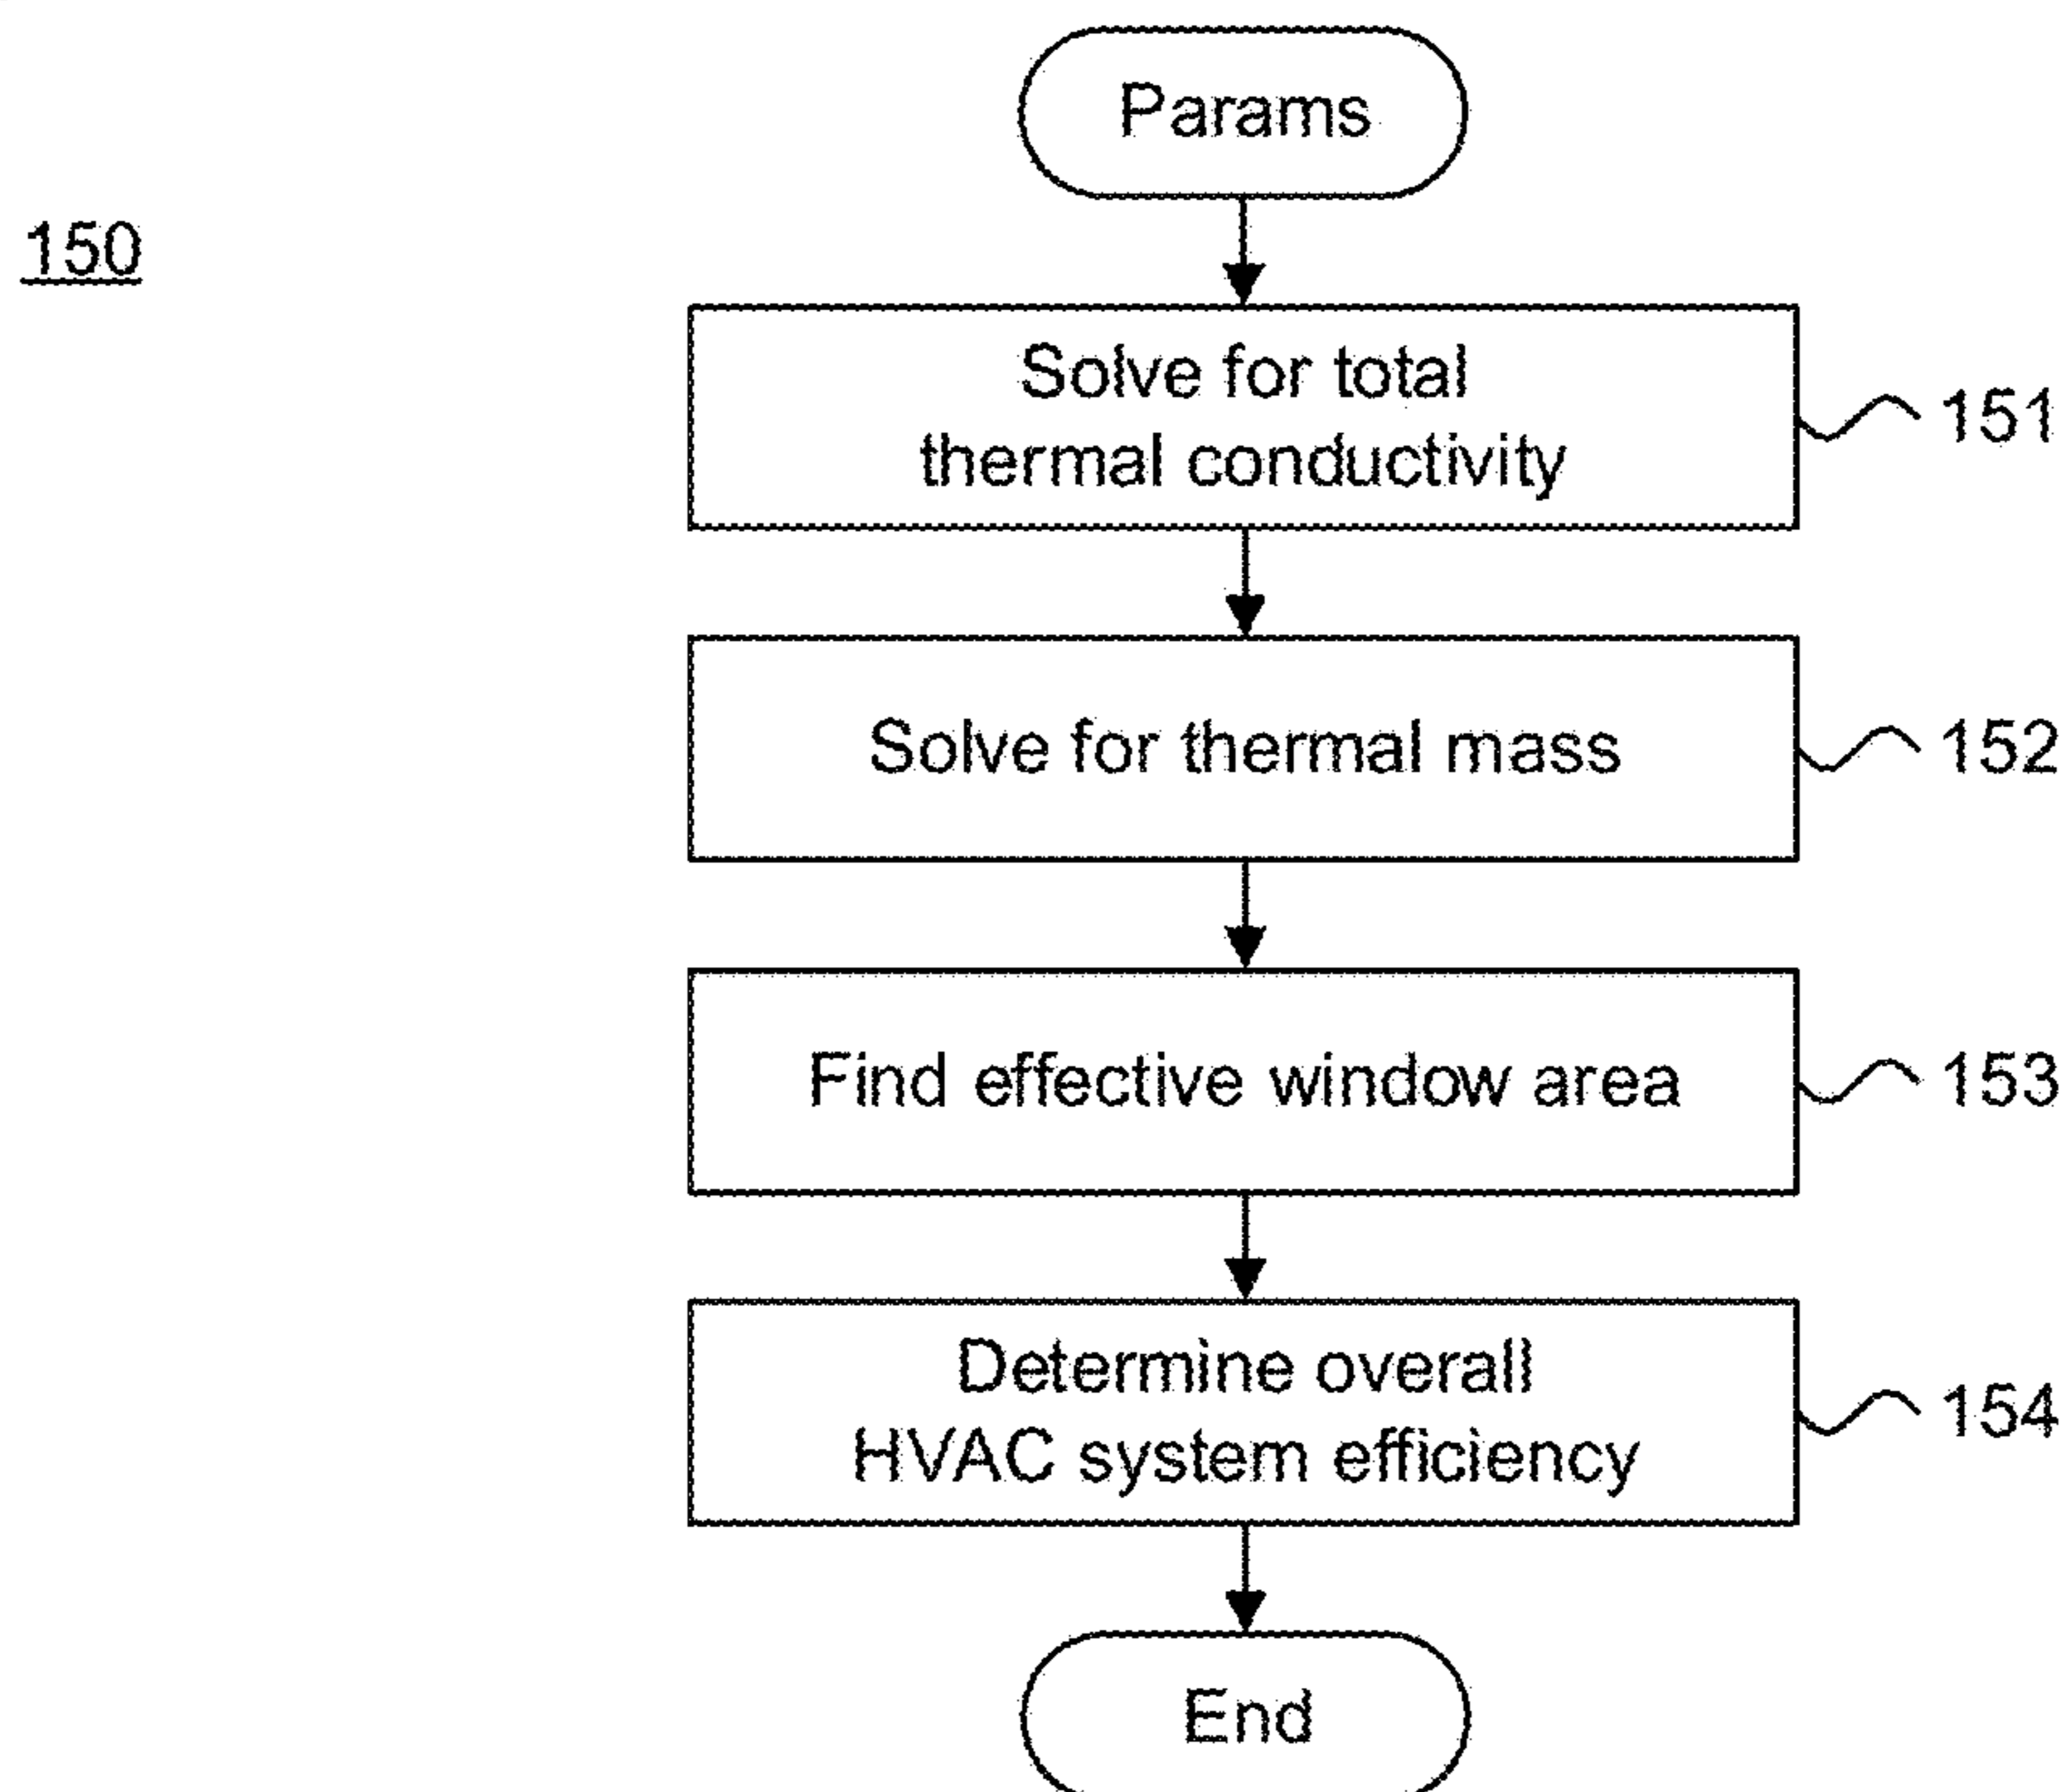 Params
150
Solve for total
thermal conductivity
151
Solve for thermal mass
152
Find effective window area
153
Determine overall
HVAC system efficiency
154
End